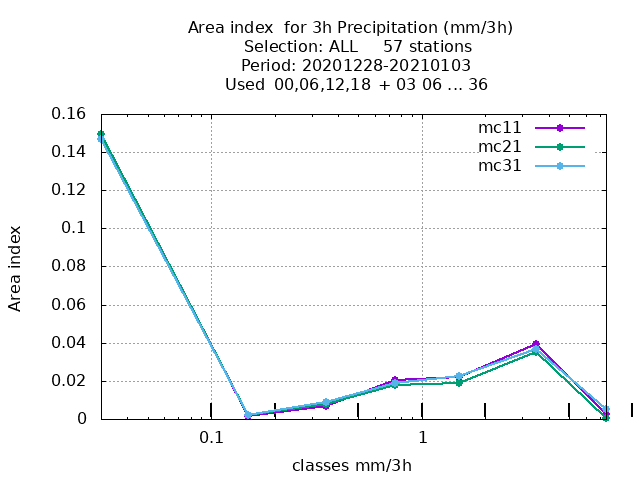 Area index  for 3h Precipitation (mm/3h)
Selection: ALL     57 stations
Period: 20201228-20210103
Used  00,06,12,18  + 03 06 ... 36
0.16
mc11
mc21
mc31
0.14
0.12
0.1
0.08
0.06
0.04
0.02
0
Area index
0.1
1
classes mm/3h